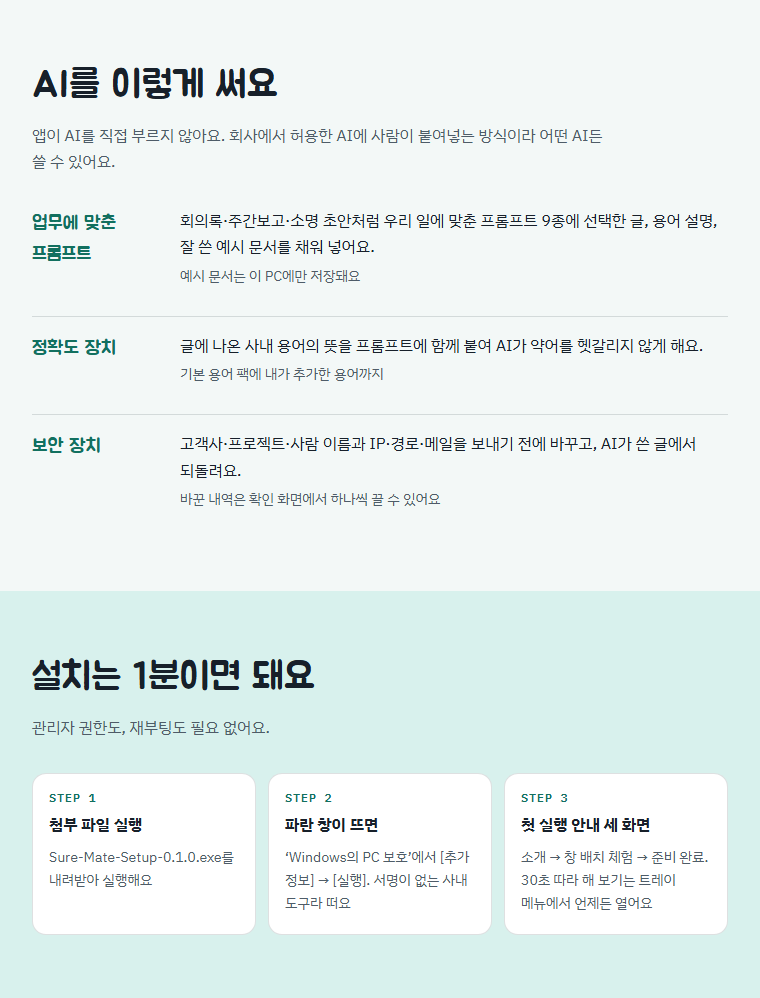 AI를 이렇게 써요
앱이 AI를 직접 부르지 않아요. 회사에서 허용한 AI에 사람이 붙여넣는 방식이라 어떤 AI든
쓸 수 있어요.
업무에 맞춘
프롬프트
회의록·주간보고·소명 초안처럼 우리 일에 맞춘 프롬프트 9종에 선택한 글, 용어 설명,
잘 쓴 예시 문서를 채워 넣어요.
예시 문서는 이 PC에만 저장돼요
정확도 장치
글에 나온 사내 용어의 뜻을 프롬프트에 함께 붙여 AI가 약어를 헷갈리지 않게 해요.
기본 용어 팩에 내가 추가한 용어까지
보안 장치
고객사·프로젝트·사람 이름과 IP·경로·메일을 보내기 전에 바꾸고, AI가 쓴 글에서
되돌려요.
바꾼 내역은 확인 화면에서 하나씩 끌 수 있어요
설치는 1분이면 돼요
관리자 권한도, 재부팅도 필요 없어요.
STEP 1
첨부 파일 실행
Sure-Mate-Setup-0.1.0.exe를
내려받아 실행해요
STEP 2
파란 창이 뜨면
‘Windows의 PC 보호’에서 [추가
정보] → [실행]. 서명이 없는 사내
도구라 떠요
STEP 3
첫 실행 안내 세 화면
소개 → 창 배치 체험 → 준비 완료.
30초 따라 해 보기는 트레이
메뉴에서 언제든 열어요